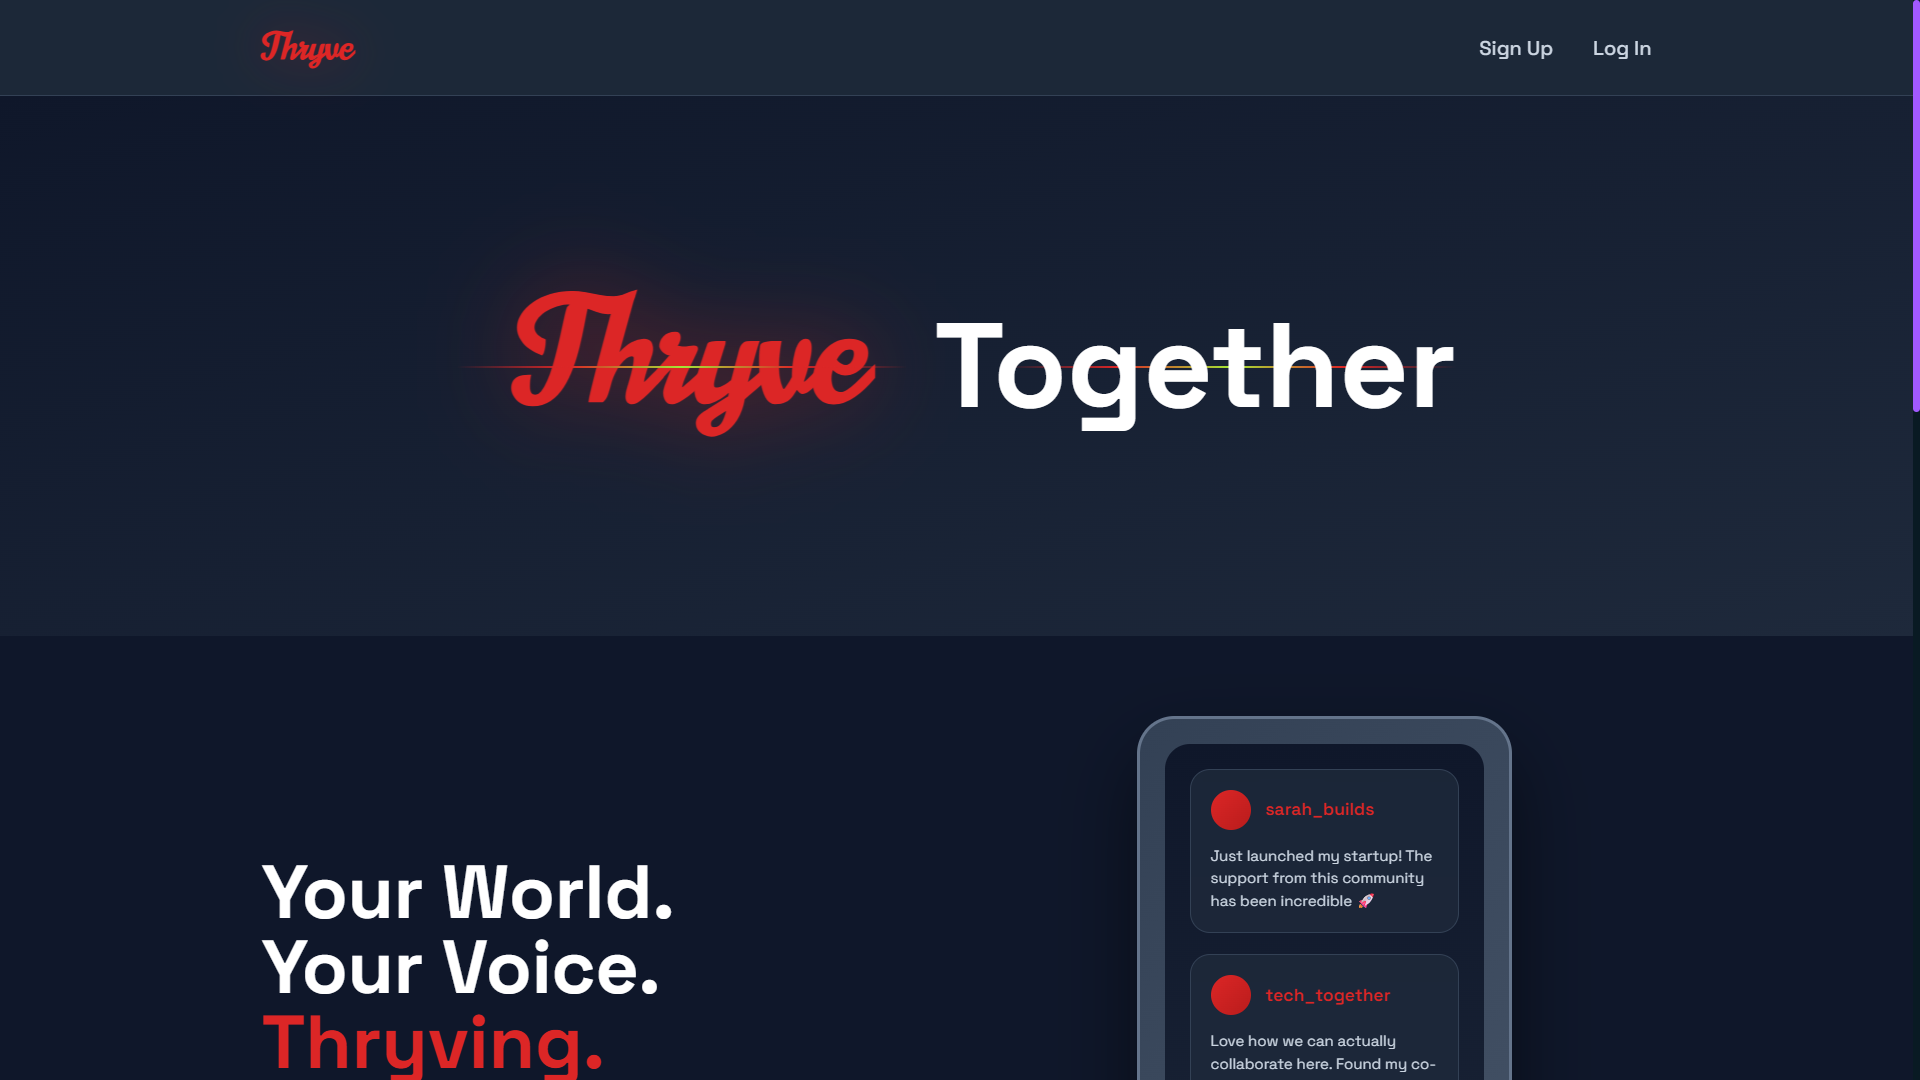 Thryve
Sign Up
Log In
Thryve Together
Your World.
Your Voice.
Thryving.
sarah_builds
Just launched my startup! The
support from this community
has been incredible 🚀
tech_together
Love how we can actually
collaborate here. Found my co-